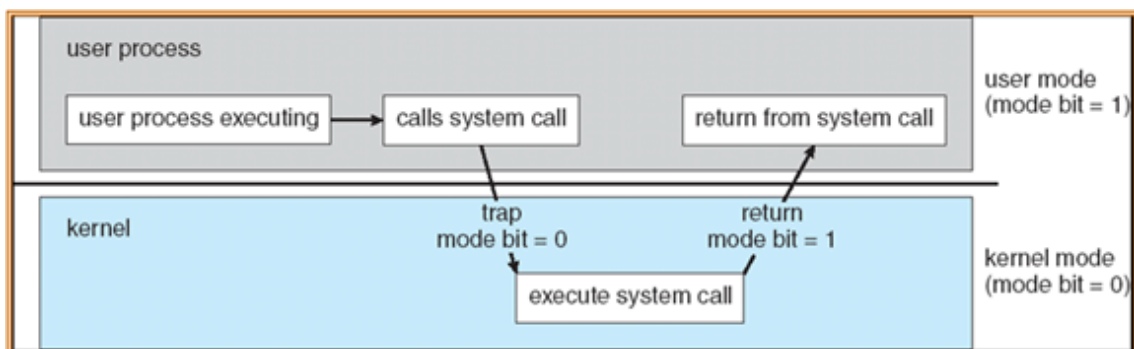 user process
user process executing
calls system call
return from system call
user mode
(mode bit = 1)
kernel
trap
mode bit = 0
return
mode bit = 1
execute system call
kernel mode
(mode bit = 0)